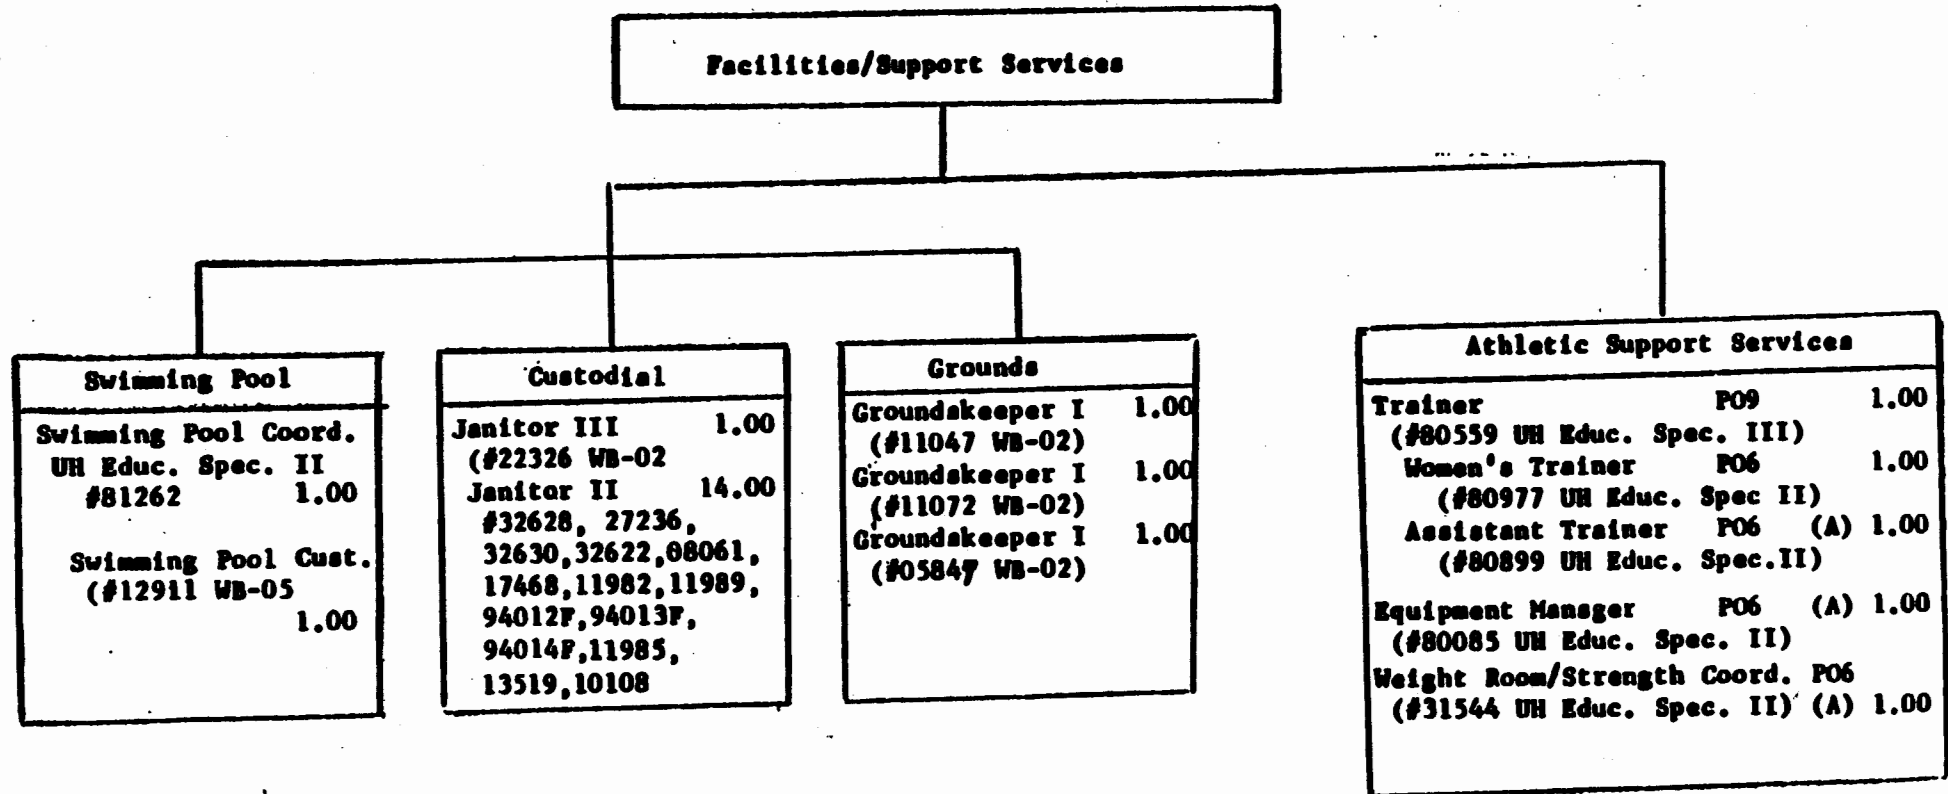 Facilities/Support Services
Swimming Pool
Swimming Pool Coord.
UH Educ. Spec. II
#81262 1.00
Swimming Pool Cust.
(#12911 WB-05
1.00
Custodial
Janitor III 1.00
(#22326 WB-02
Janitor II 14.00
#32628, 27236,
32630,32622,08061,
17468,11982,11989,
94012F,94013F,
94014F,11985,
13519,10108
Grounds
Groundskeeper I 1.00
(#11047 WB-02)
Groundskeeper I 1.00
(#11072 WB-02)
Groundskeeper I 1.00
(#05847 WB-02)
Athletic Support Services
Trainer PO9 1.00
(#80559 UH Educ. Spec. III)
Women's Trainer PO6 1.00
(#80977 UH Educ. Spec II)
Assistant Trainer PO6 (A) 1.00
(#80899 UH Educ. Spec.II)
Equipment Manager PO6 (A) 1.00
(#80085 UH Educ. Spec. II)
Weight Room/Strength Coord. PO6
(#31544 UH Educ. Spec. II) (A) 1.00